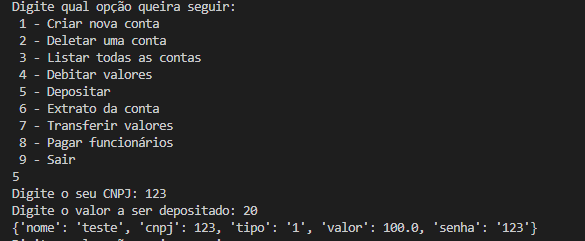 Digite qual opção queira seguir:
1 - Criar nova conta
2 - Deletar uma conta
3 - Listar todas as contas
4 - Debitar valores
5 - Depositar
6 - Extrato da conta
7 - Transferir valores
8 - Pagar funcionários
9 - Sair
5
Digite o seu CNPJ: 123
Digite o valor a ser depositado: 20
{'nome': 'teste', 'cnpj': 123, 'tipo': '1', 'valor': 100.0, 'senha': '123'}